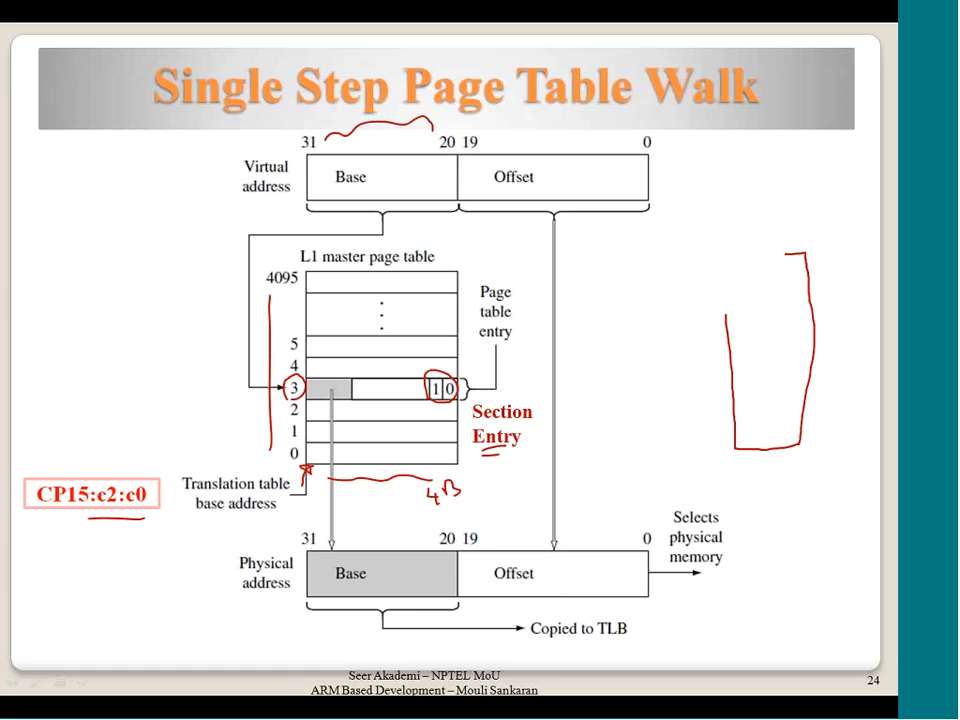 Single Step Page Table Walk
31 20 19 0
Virtual address
Base
Offset
L1 master page table
4095
5
4
3
1 0
2
1
0
Page table entry
Section Entry
Translation table base address
4B
CP15:c2:c0
31 20 19 0
Physical address
Base
Offset
Selects physical memory
Copied to TLB
Seer Akademi – NPTEL MoU
ARM Based Development – Mouli Sankaran
24